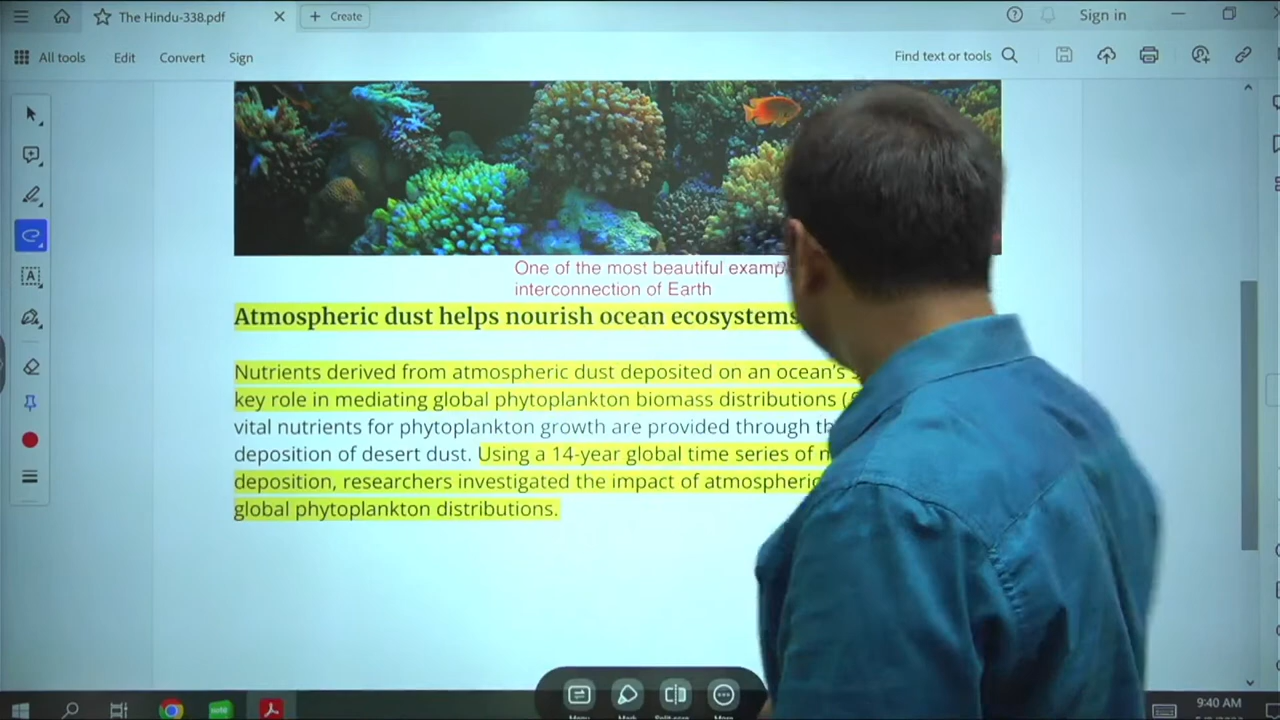 The Hindu-338.pdf
Create
Sign in
All tools
Edit
Convert
Sign
Find text or tools
One of the most beautiful
interconnection of Earth
Atmospheric dust helps nourish ocean ecosystems
Nutrients derived from atmospheric dust deposited on an ocean's
key role in mediating global phytoplankton biomass distributions (
vital nutrients for phytoplankton growth are provided through
deposition of desert dust. Using a 14-year global time series of
deposition, researchers investigated the impact of atmospheric
global phytoplankton distributions.
9:40 AM